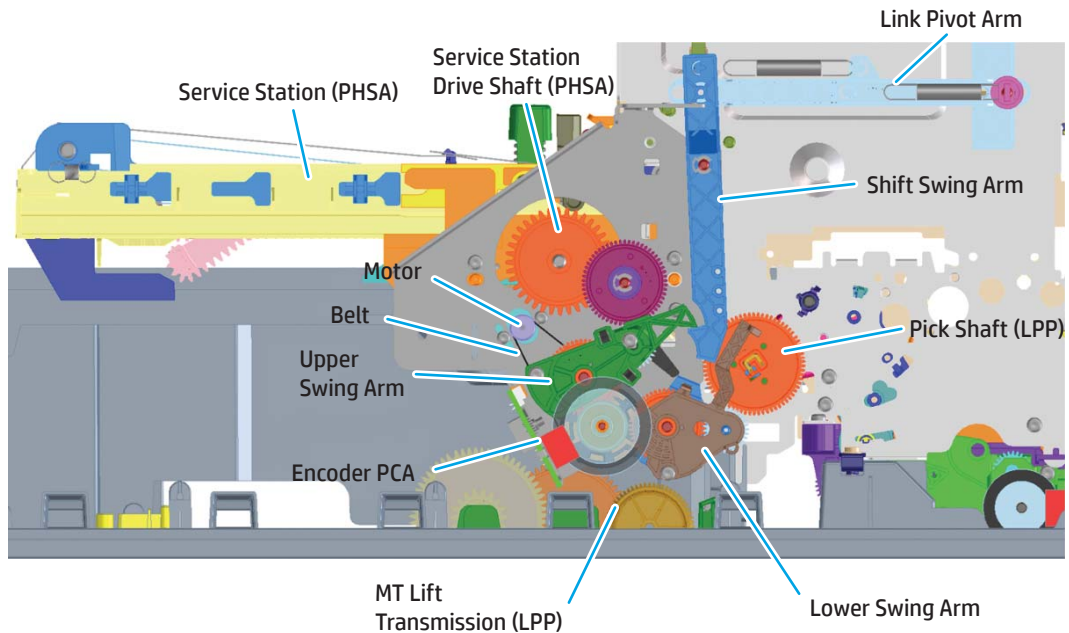 Link Pivot Arm
Service Station
Drive Shaft (PHSA)
Service Station (PHSA)
Shift Swing Arm
Motor
Belt
Pick Shaft (LPP)
Upper
Swing Arm
Encoder PCA
MT Lift
Transmission (LPP)
Lower Swing Arm